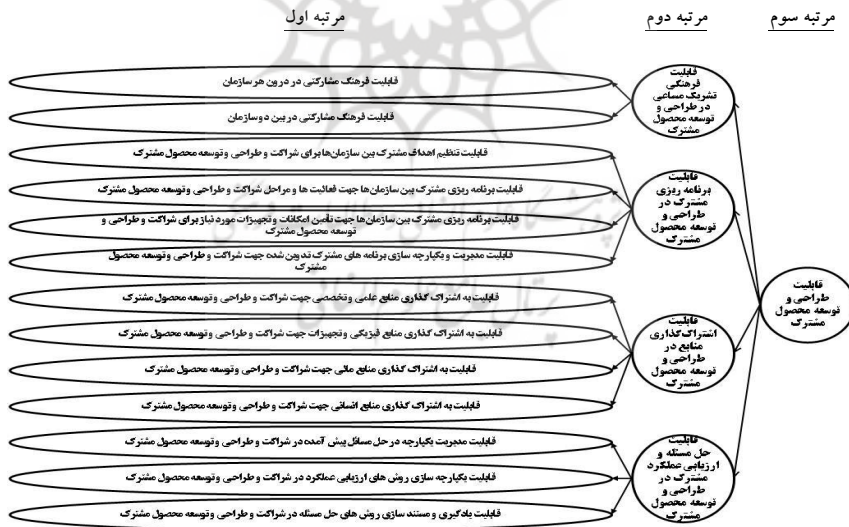 مرتبه سوم
مرتبه دوم
مرتبه اول
قابلیت
طراحی و
توسعه محصول
مشترک
قابلیت
فرهنگی
تشریک مساعی
در طراحی و
توسعه محصول
مشترک
قابلیت فرهنگ مشارکتی در درون هر سازمان
قابلیت فرهنگ مشارکتی در بین دو سازمان
قابلیت
برنامه ریزی
مشترک در
طراحی و
توسعه محصول
مشترک
قابلیت تنظیم اهداف مشترک بین سازمان‌ها برای شراکت و طراحی و توسعه محصول مشترک
قابلیت برنامه ریزی مشترک بین سازمان‌ها جهت فعالیت ها و مراحل شراکت و طراحی و توسعه محصول مشترک
قابلیت برنامه ریزی مشترک بین سازمان‌ها جهت تأمین امکانات و تجهیزات مورد نیاز برای شراکت و طراحی و
توسعه محصول مشترک
قابلیت مدیریت و یکپارچه سازی برنامه های مشترک تدوین شده جهت شراکت و طراحی و توسعه محصول
مشترک
قابلیت
اشتراک‌گذاری
منابع در
طراحی و
توسعه محصول
مشترک
قابلیت به اشتراک گذاری منابع علمی و تخصصی جهت شراکت و طراحی و توسعه محصول مشترک
قابلیت به اشتراک گذاری منابع فیزیکی و تجهیزات جهت شراکت و طراحی و توسعه محصول مشترک
قابلیت به اشتراک گذاری منابع مالی جهت شراکت و طراحی و توسعه محصول مشترک
قابلیت به اشتراک گذاری منابع انسانی جهت شراکت و طراحی و توسعه محصول مشترک
قابلیت
حل مسئله و
ارزیابی عملکرد
مشترک در
طراحی و
توسعه محصول
مشترک
قابلیت مدیریت یکپارچه در حل مسائل پیش آمده در شراکت و طراحی و توسعه محصول مشترک
قابلیت یکپارچه سازی روش های ارزیابی عملکرد در شراکت و طراحی و توسعه محصول مشترک
قابلیت یادگیری و مستند سازی روش های حل مسئله در شراکت و طراحی و توسعه محصول مشترک
پژوهشگاه علوم انسانی و مطالعات فرهنگی
پرتال جامع علوم انسانی